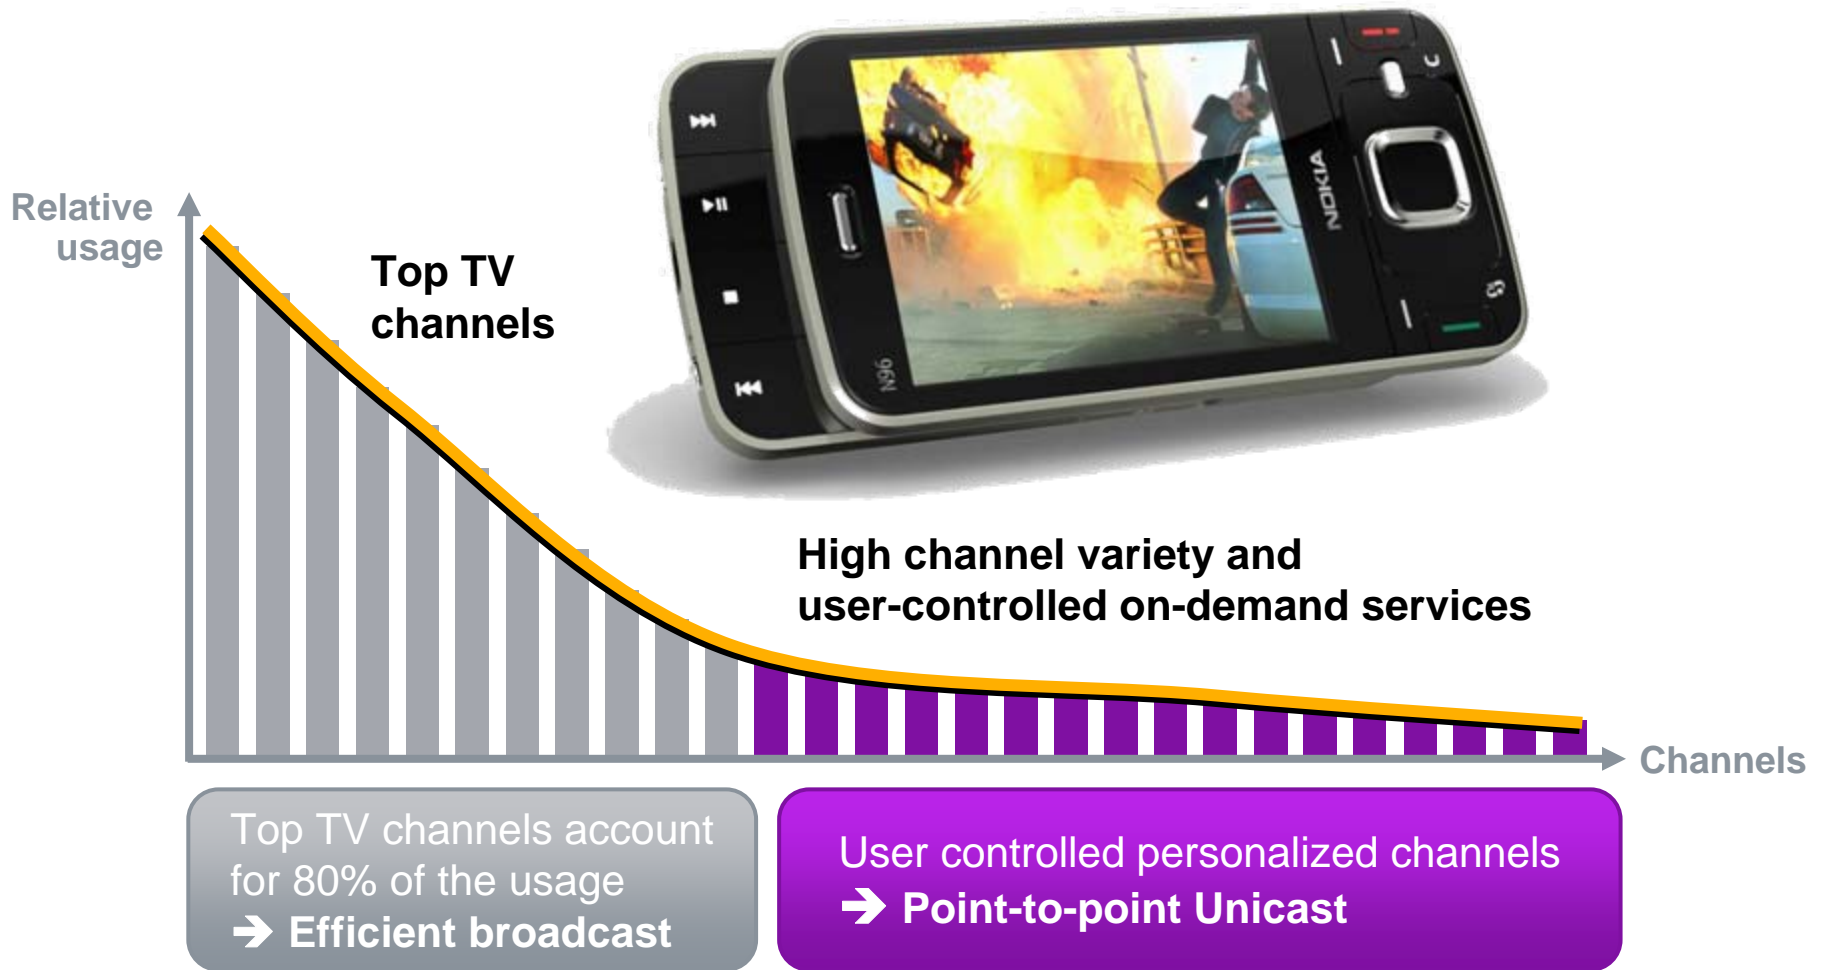 Relative
usage
Top TV
channels
NOKIA
N96
High channel variety and
user-controlled on-demand services
Channels
Top TV channels account
for 80% of the usage
➔ Efficient broadcast
User controlled personalized channels
➔ Point-to-point Unicast